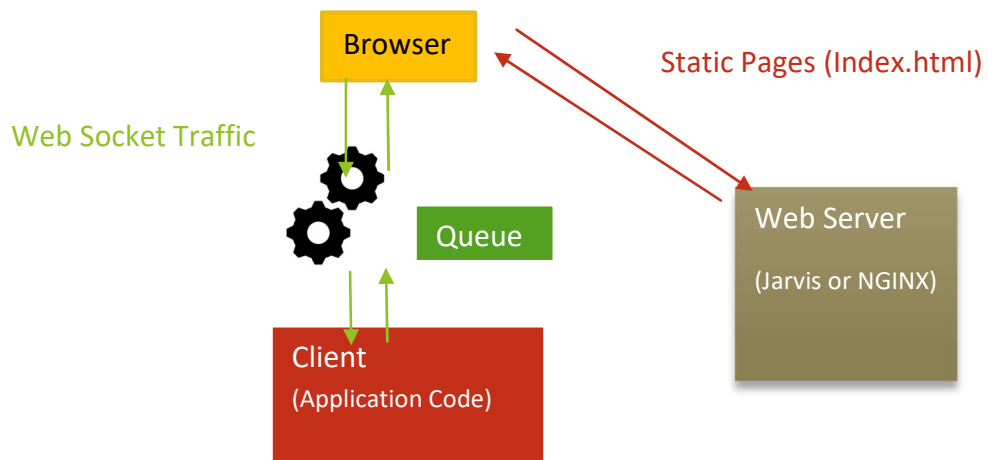 Browser
Static Pages (Index.html)
Web Socket Traffic
Web Server
Queue
(Jarvis or NGINX)
Client
(Application Code)